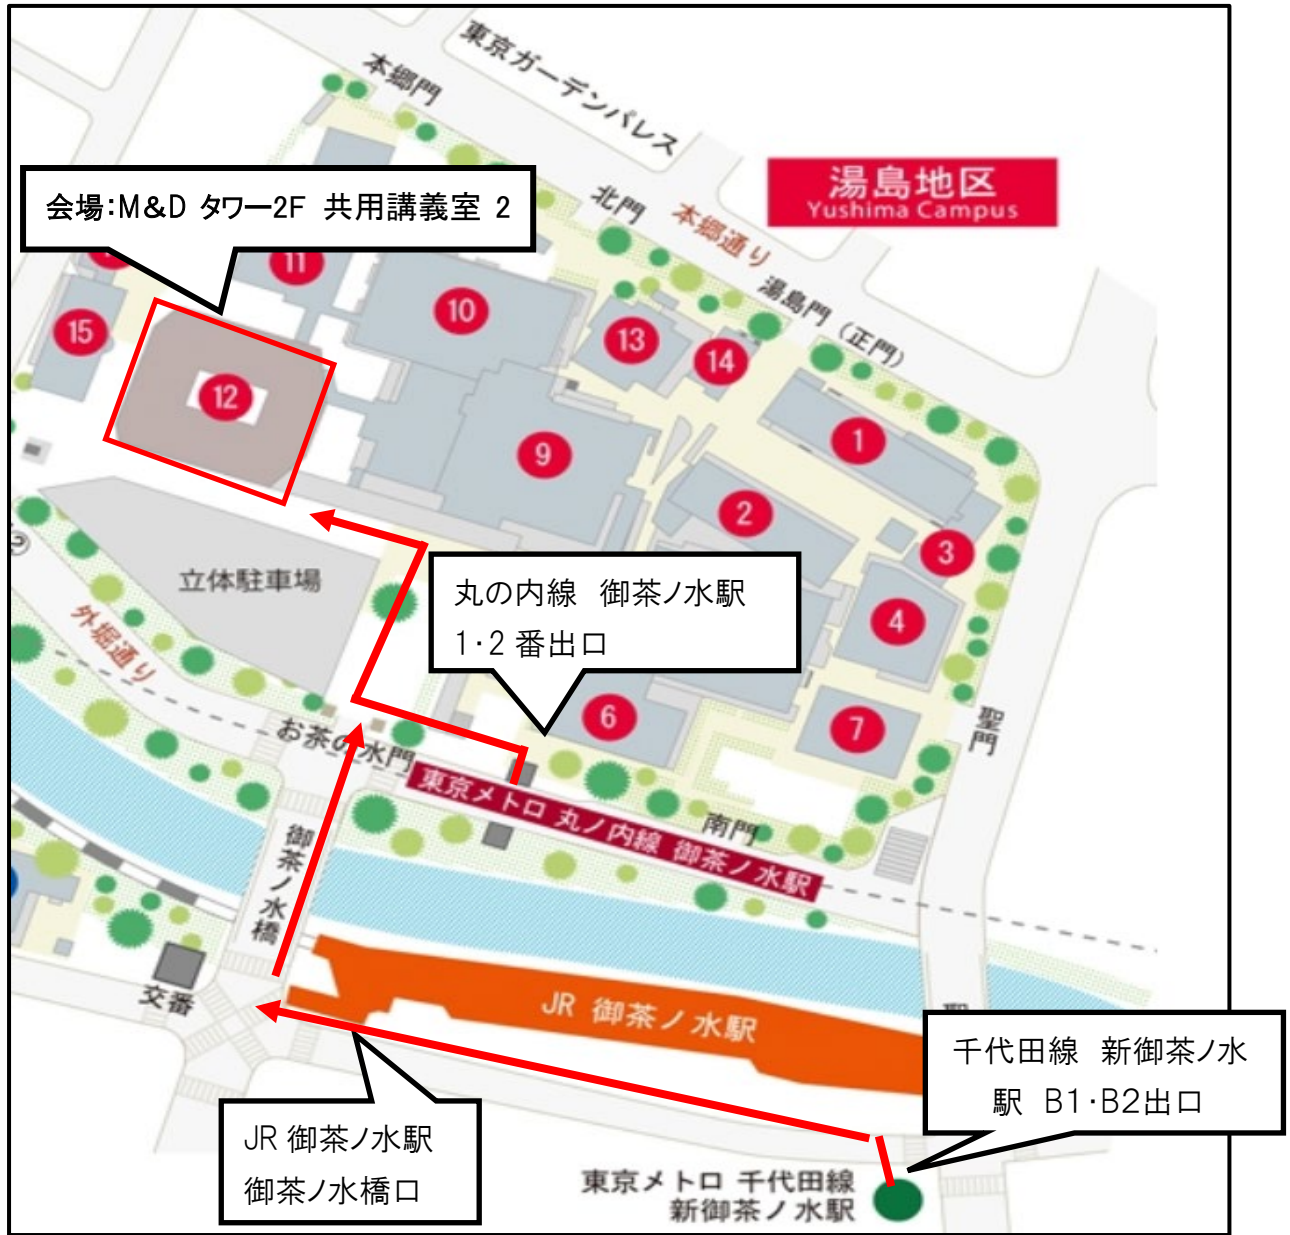 東京ガーデンパレス
本郷門
湯島地区
Yushima Campus
会場:M&D タワー2F 共用講義室 2
北門
本郷通り
湯島門(正門)
11
10
13
14
15
12
9
1
2
3
4
立体駐車場
丸の内線 御茶ノ水駅
1・2 番出口
外堀通り
6
7
聖門
お茶の水門
東京メトロ 丸ノ内線 御茶ノ水駅
南門
御茶ノ水橋
交番
JR 御茶ノ水駅
千代田線 新御茶ノ水
駅 B1・B2出口
JR 御茶ノ水駅
御茶ノ水橋口
東京メトロ 千代田線
新御茶ノ水駅